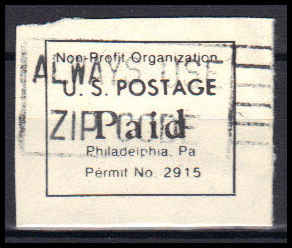 Non-Profit Organization
ALWAYS USE
U. S. POSTAGE
ZIP CODE
Paid
Philadelphia, Pa.
Permit No. 2915